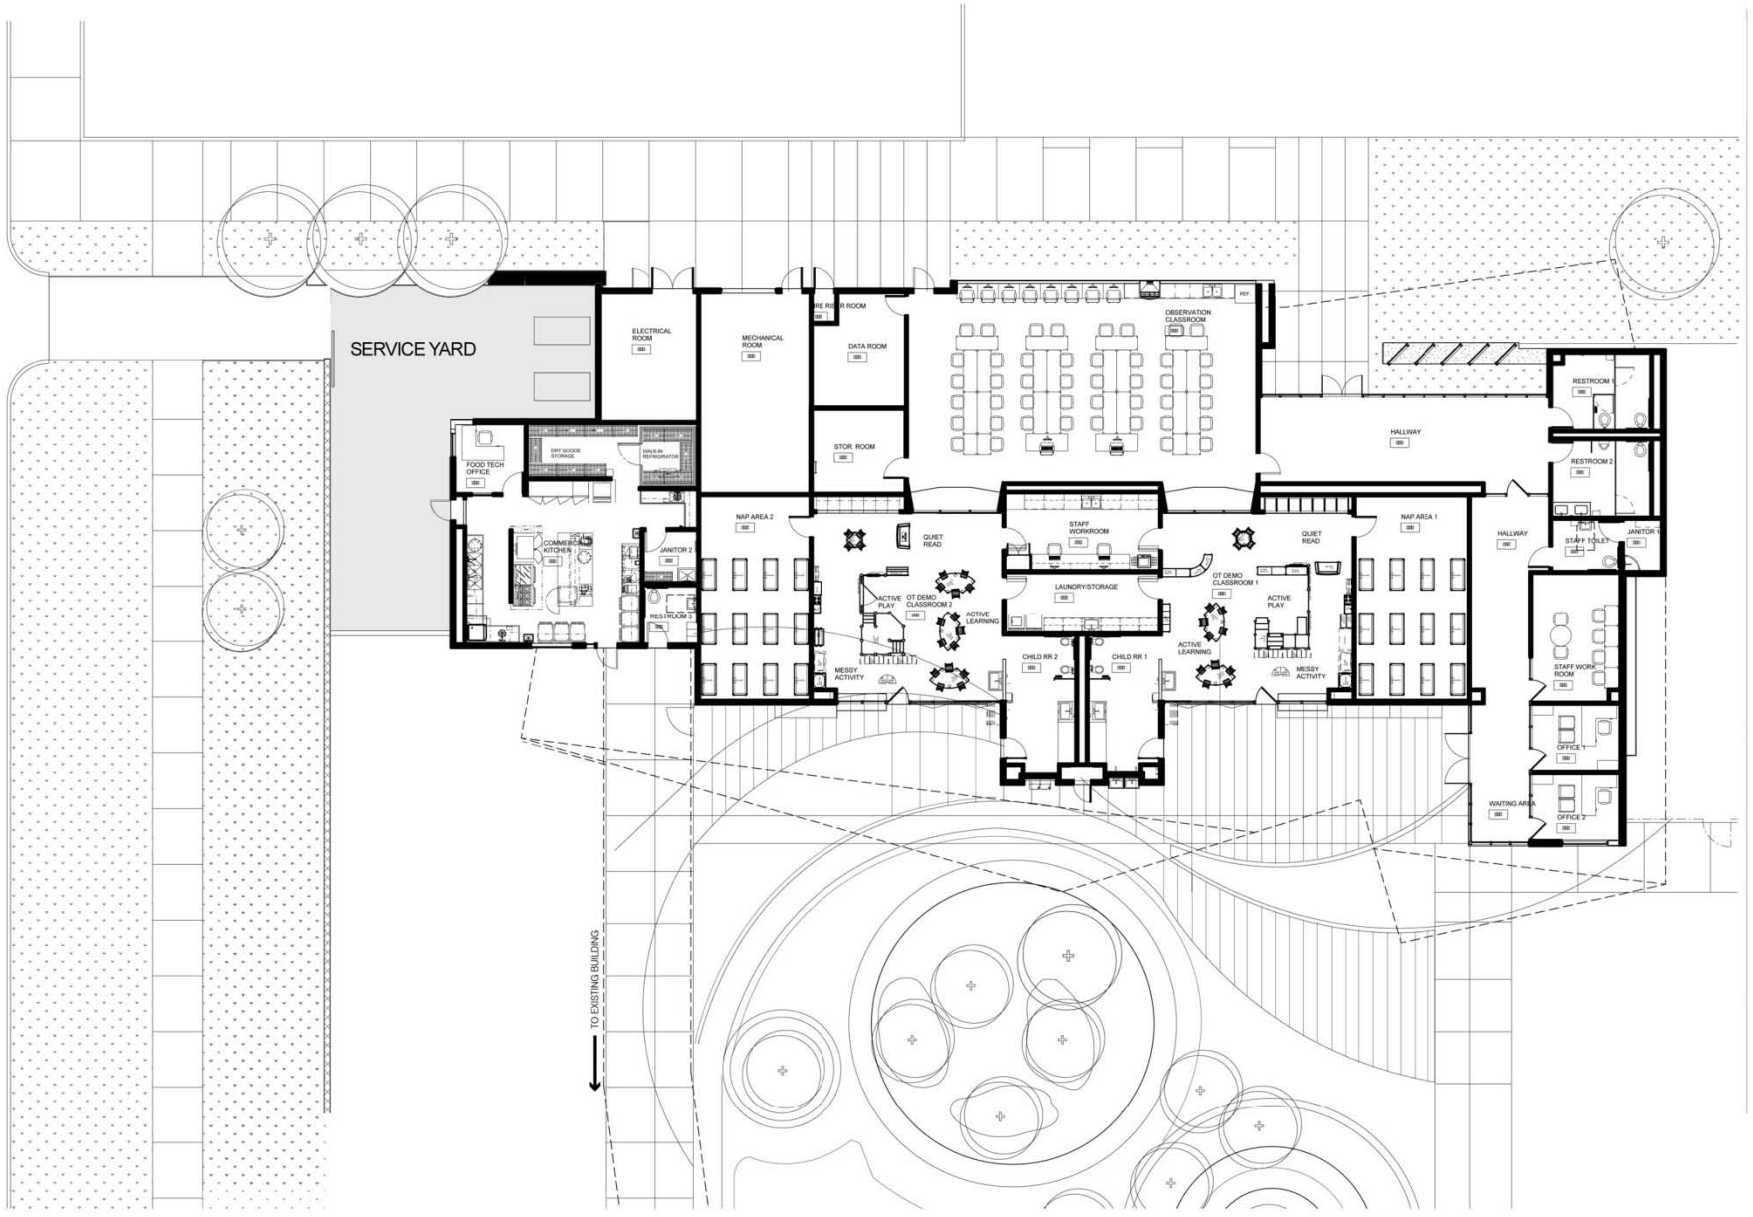 SERVICE YARD
ELECTRICAL
ROOM
MECHANICAL
ROOM
RISER ROOM
DATA ROOM
STOR. ROOM
OBSERVATION
CLASSROOM
REF.
HALLWAY
RESTROOM 1
RESTROOM 2
FOOD TECH
OFFICE
DRY GOODS
STORAGE
WALK-IN
REFRIGERATOR
NAP AREA 2
QUIET
READ
STAFF
WORKROOM
QUIET
READ
NAP AREA 1
HALLWAY
STAFF TOILET
JANITOR 1
COMMERCIAL
KITCHEN
JANITOR 2
RESTROOM 3
ACTIVE
PLAY
OT DEMO
CLASSROOM 2
ACTIVE
LEARNING
LAUNDRY/STORAGE
OT DEMO
CLASSROOM 1
ACTIVE
PLAY
ACTIVE
LEARNING
MESSY
ACTIVITY
CHILD RR 2
CHILD RR 1
MESSY
ACTIVITY
STAFF WORK
ROOM
OFFICE 1
WAITING AREA
OFFICE 2
TO EXISTING BUILDING